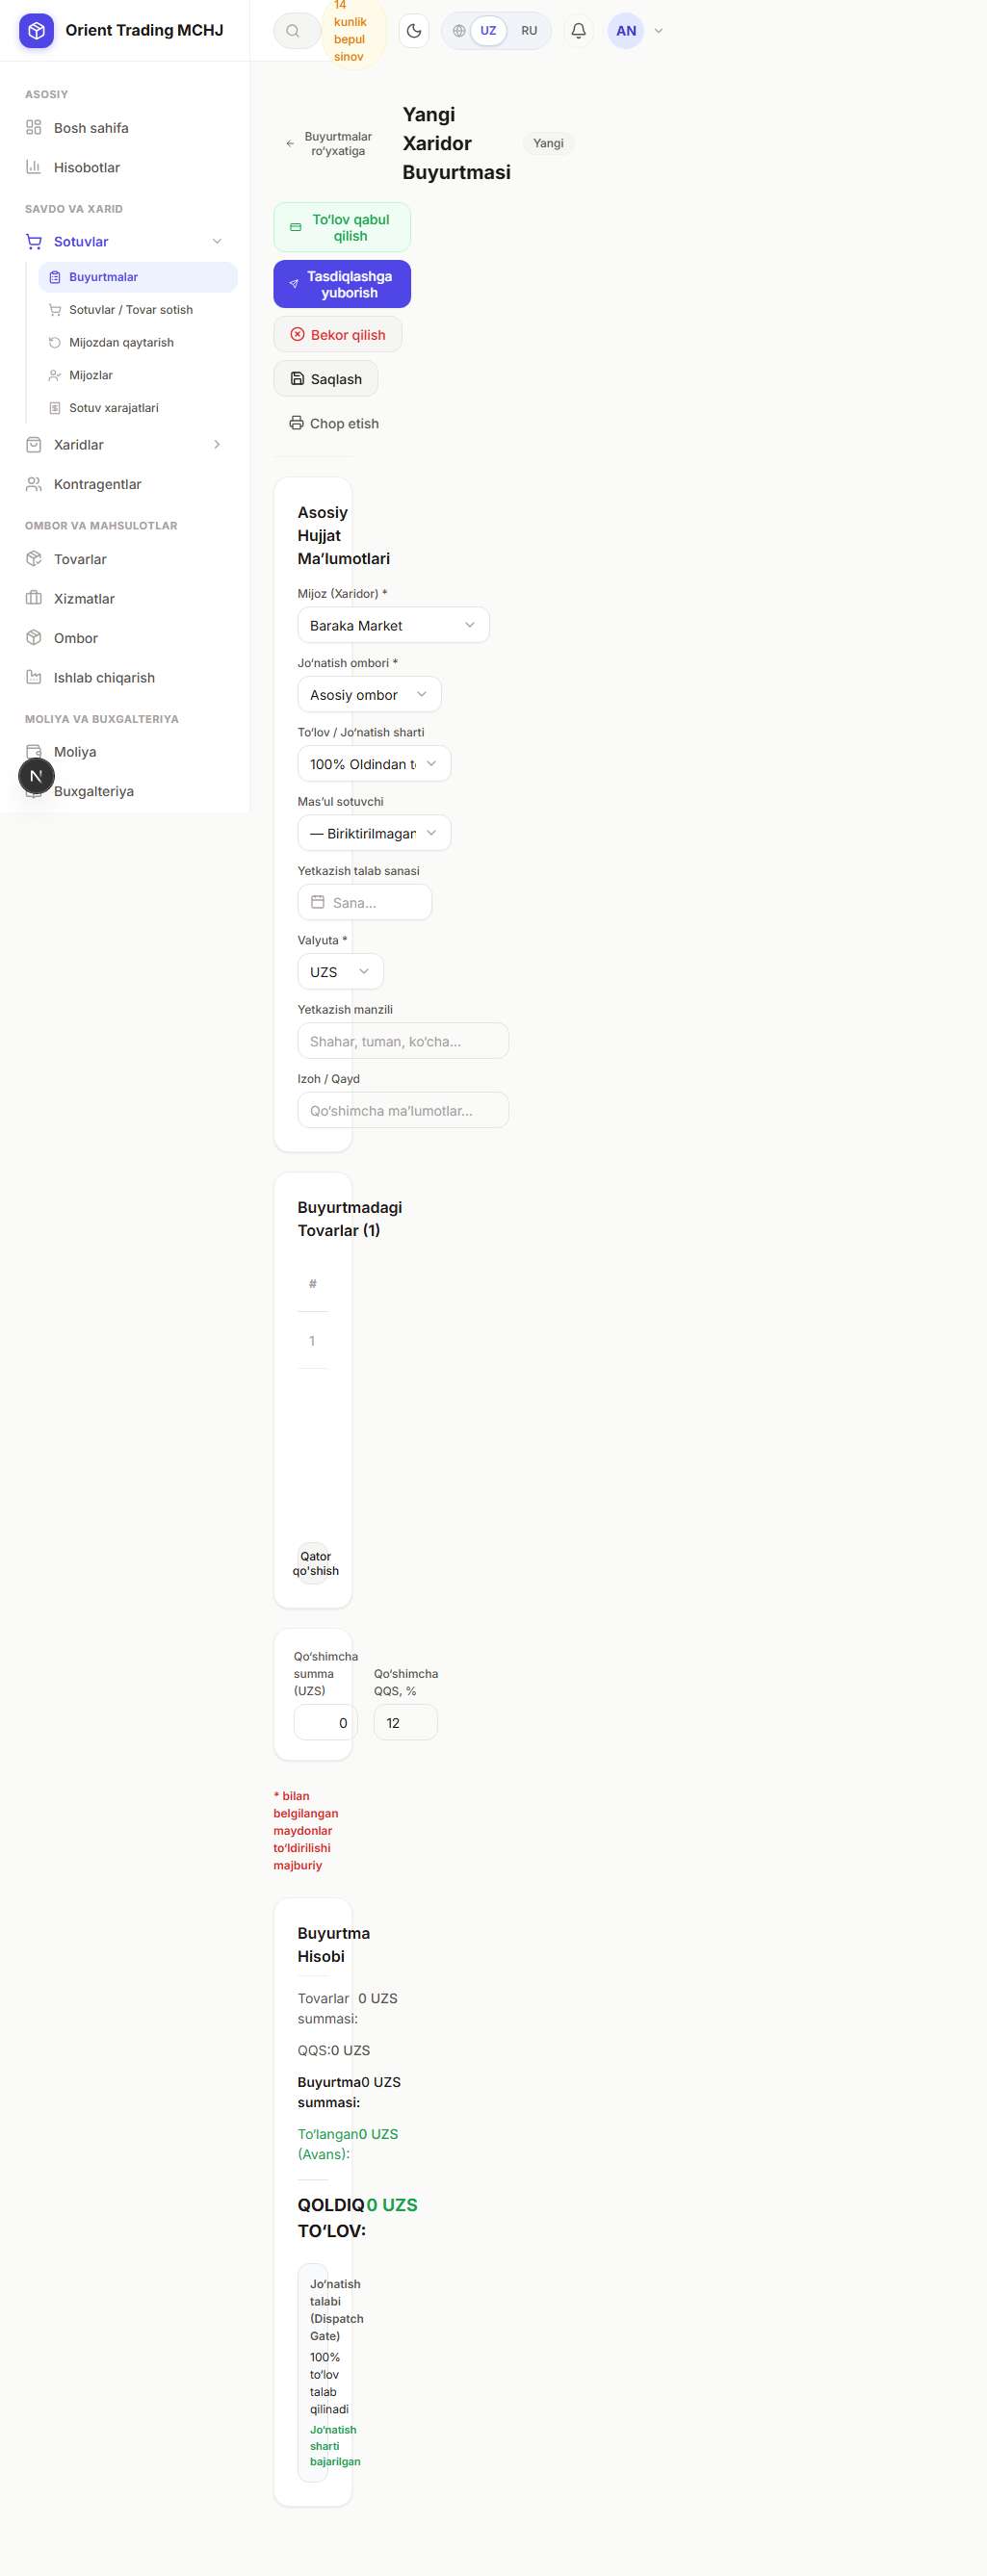 Orient Trading MCHJ
14
kunlik
bepul
sinov
UZ
RU
AN
ASOSIY
Bosh sahifa
Hisobotlar
SAVDO VA XARID
Sotuvlar
Buyurtmalar
Sotuvlar / Tovar sotish
Mijozdan qaytarish
Mijozlar
Sotuv xarajatlari
Xaridlar
Kontragentlar
OMBOR VA MAHSULOTLAR
Tovarlar
Xizmatlar
Ombor
Ishlab chiqarish
MOLIYA VA BUXGALTERIYA
Moliya
N
Buxgalteriya
Buyurtmalar
ro‘yxatiga
Yangi
Xaridor
Buyurtmasi
Yangi
To‘lov qabul
qilish
Tasdiqlashga
yuborish
Bekor qilish
Saqlash
Chop etish
Asosiy
Hujjat
Ma’lumotlari
Mijoz (Xaridor) *
Baraka Market
Jo‘natish ombori *
Asosiy ombor
To‘lov / Jo‘natish sharti
100% Oldindan to
Mas’ul sotuvchi
— Biriktirilmagan
Yetkazish talab sanasi
Sana...
Valyuta *
UZS
Yetkazish manzili
Shahar, tuman, ko‘cha...
Izoh / Qayd
Qo‘shimcha ma’lumotlar...
Buyurtmadagi
Tovarlar (1)
#
1
Qator
qo'shish
Qo‘shimcha
summa
(UZS)
0
Qo‘shimcha
QQS, %
12
* bilan
belgilangan
maydonlar
to‘ldirilishi
majburiy
Buyurtma
Hisobi
Tovarlar 0 UZS
summasi:
QQS:0 UZS
Buyurtma0 UZS
summasi:
To‘langan0 UZS
(Avans):
QOLDIQ0 UZS
TO‘LOV:
Jo‘natish
talabi
(Dispatch
Gate)
100%
to‘lov
talab
qilinadi
Jo‘natish
sharti
bajarilgan